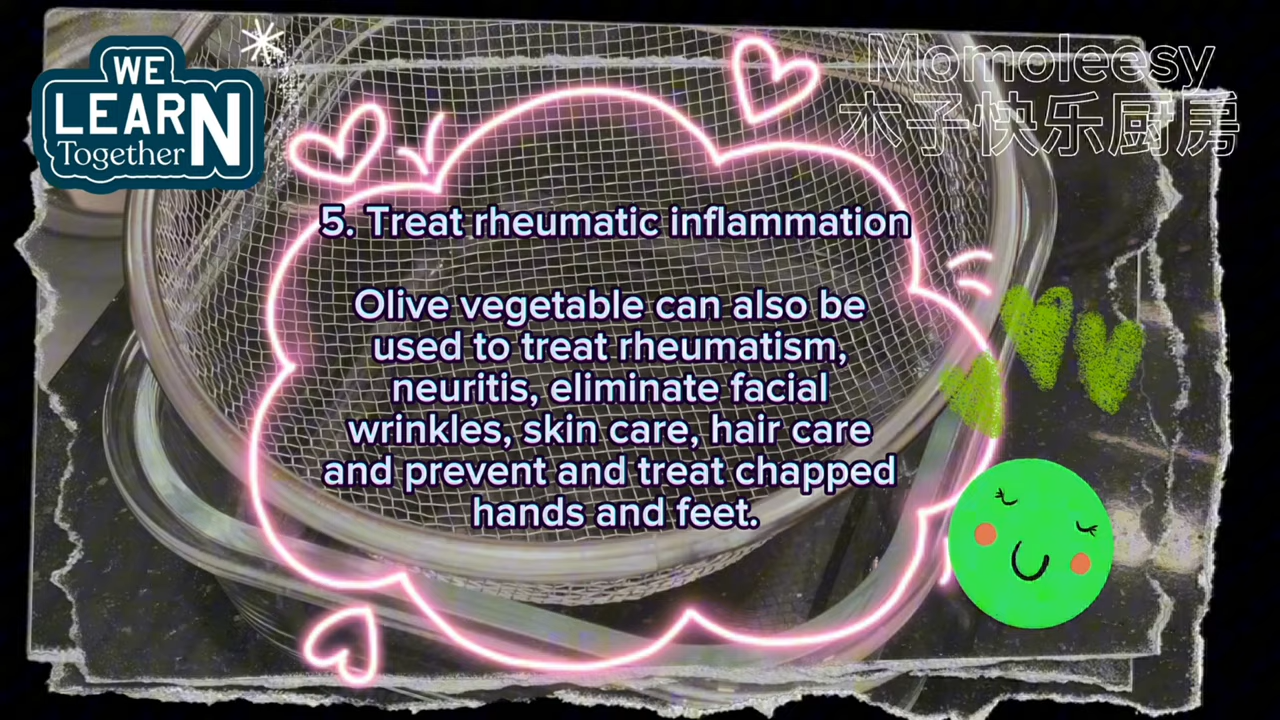 WE
LEARN
Together
Momoleesy
木子快乐厨房
5. Treat rheumatic inflammation
Olive vegetable can also be
used to treat rheumatism,
neuritis, eliminate facial
wrinkles, skin care, hair care
and prevent and treat chapped
hands and feet.